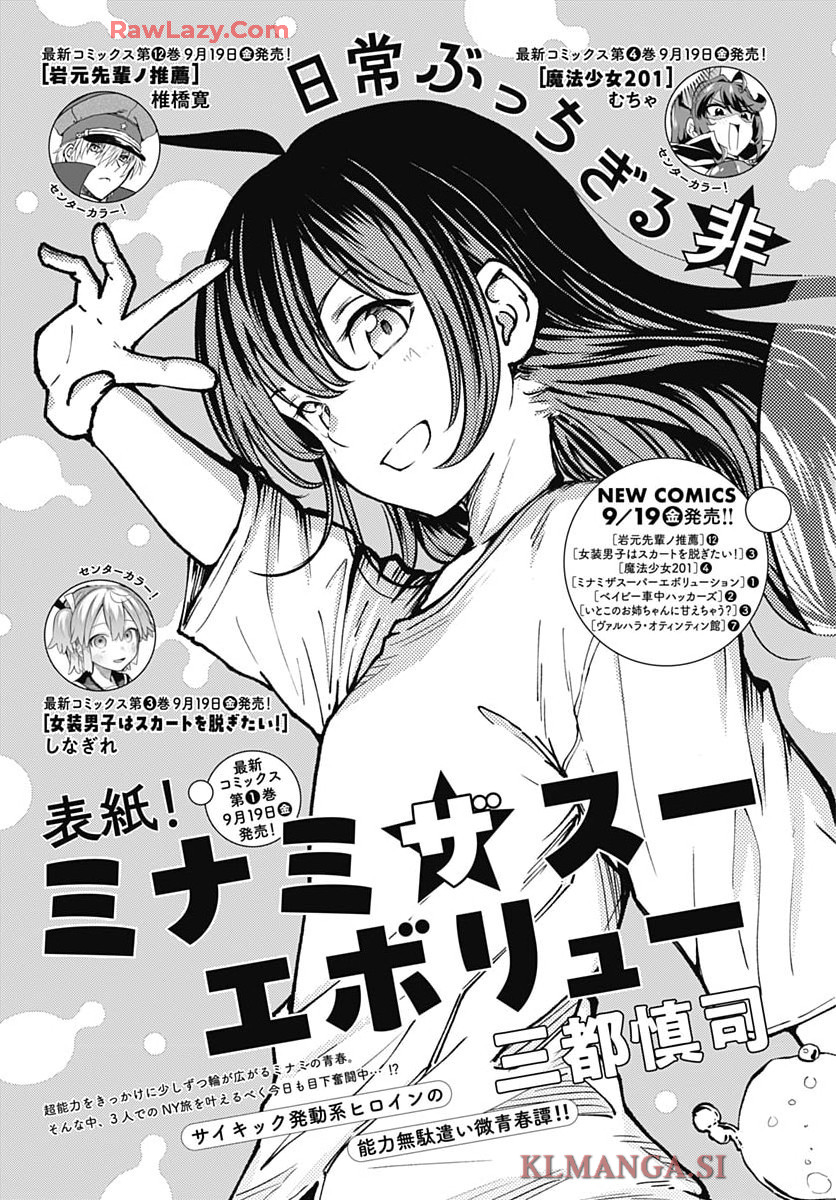 RawLazy.Com
最新コミックス第⓬巻9月19日㊎発売！
［岩元先輩ノ推薦］
椎橋寛
センターカラー！
日常ぶっちぎる非
最新コミックス第❹巻9月19日㊎発売！
［魔法少女201］
むちゃ
センターカラー！
NEW COMICS
9/19㊎発売!!
［岩元先輩ノ推薦］⓬
［女装男子はスカートを脱ぎたい！］❸
［魔法少女201］❹
［ミナミザスーパーエボリューション］❶
［ベイビー車中ハッカーズ］❷
［いとこのお姉ちゃんに甘えちゃう？］❸
［ヴァルハラ・オティンティン館］❼
センターカラー！
最新コミックス第❸巻9月19日㊎発売！
［女装男子はスカートを脱ぎたい！］
しなぎれ
最新
コミックス
第❶巻
9月19日㊎
発売！
表紙！
ミナミザスー
エボリュー
三都慎司
超能力をきっかけに少しずつ輪が広がるミナミの青春。
そんな中、3人でのNY旅を叶えるべく今日も目下奮闘中…!?
サイキック発動系ヒロインの
能力無駄遣い微青春譚!!
KLMANGA.SI